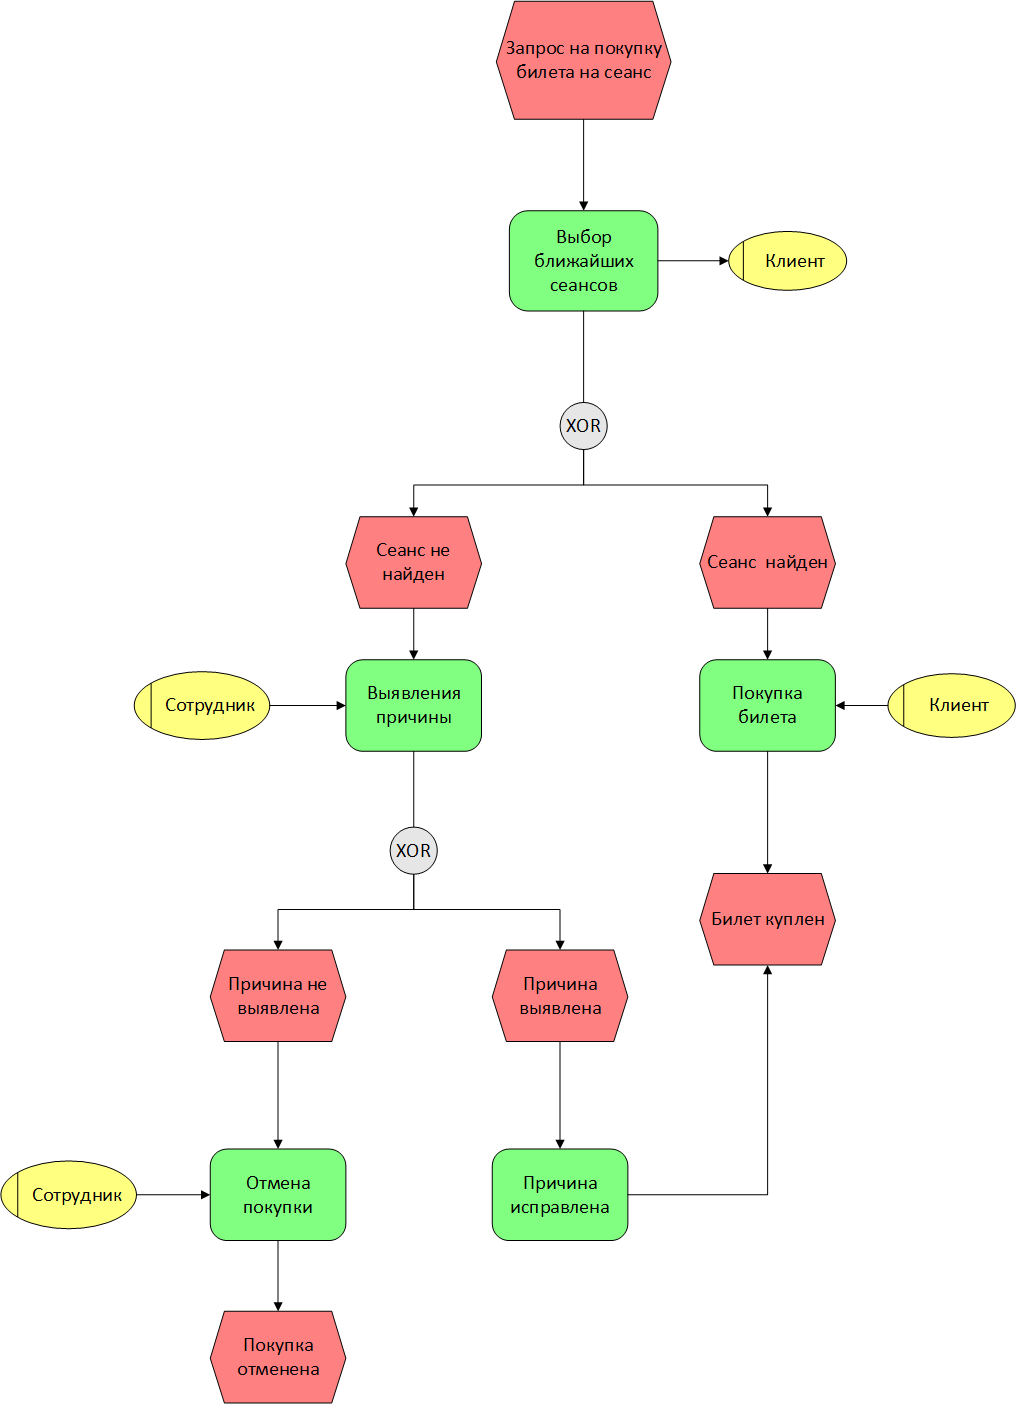 Запрос на покупку
билета на сеанс
Выбор
ближайших
сеансов
Клиент
XOR
Сеанс не
найден
Сеанс  найден
Сотрудник
Выявления
причины
Покупка
билета
Клиент
XOR
Билет куплен
Причина не
выявлена
Причина
выявлена
Сотрудник
Отмена
покупки
Причина
исправлена
Покупка
отменена